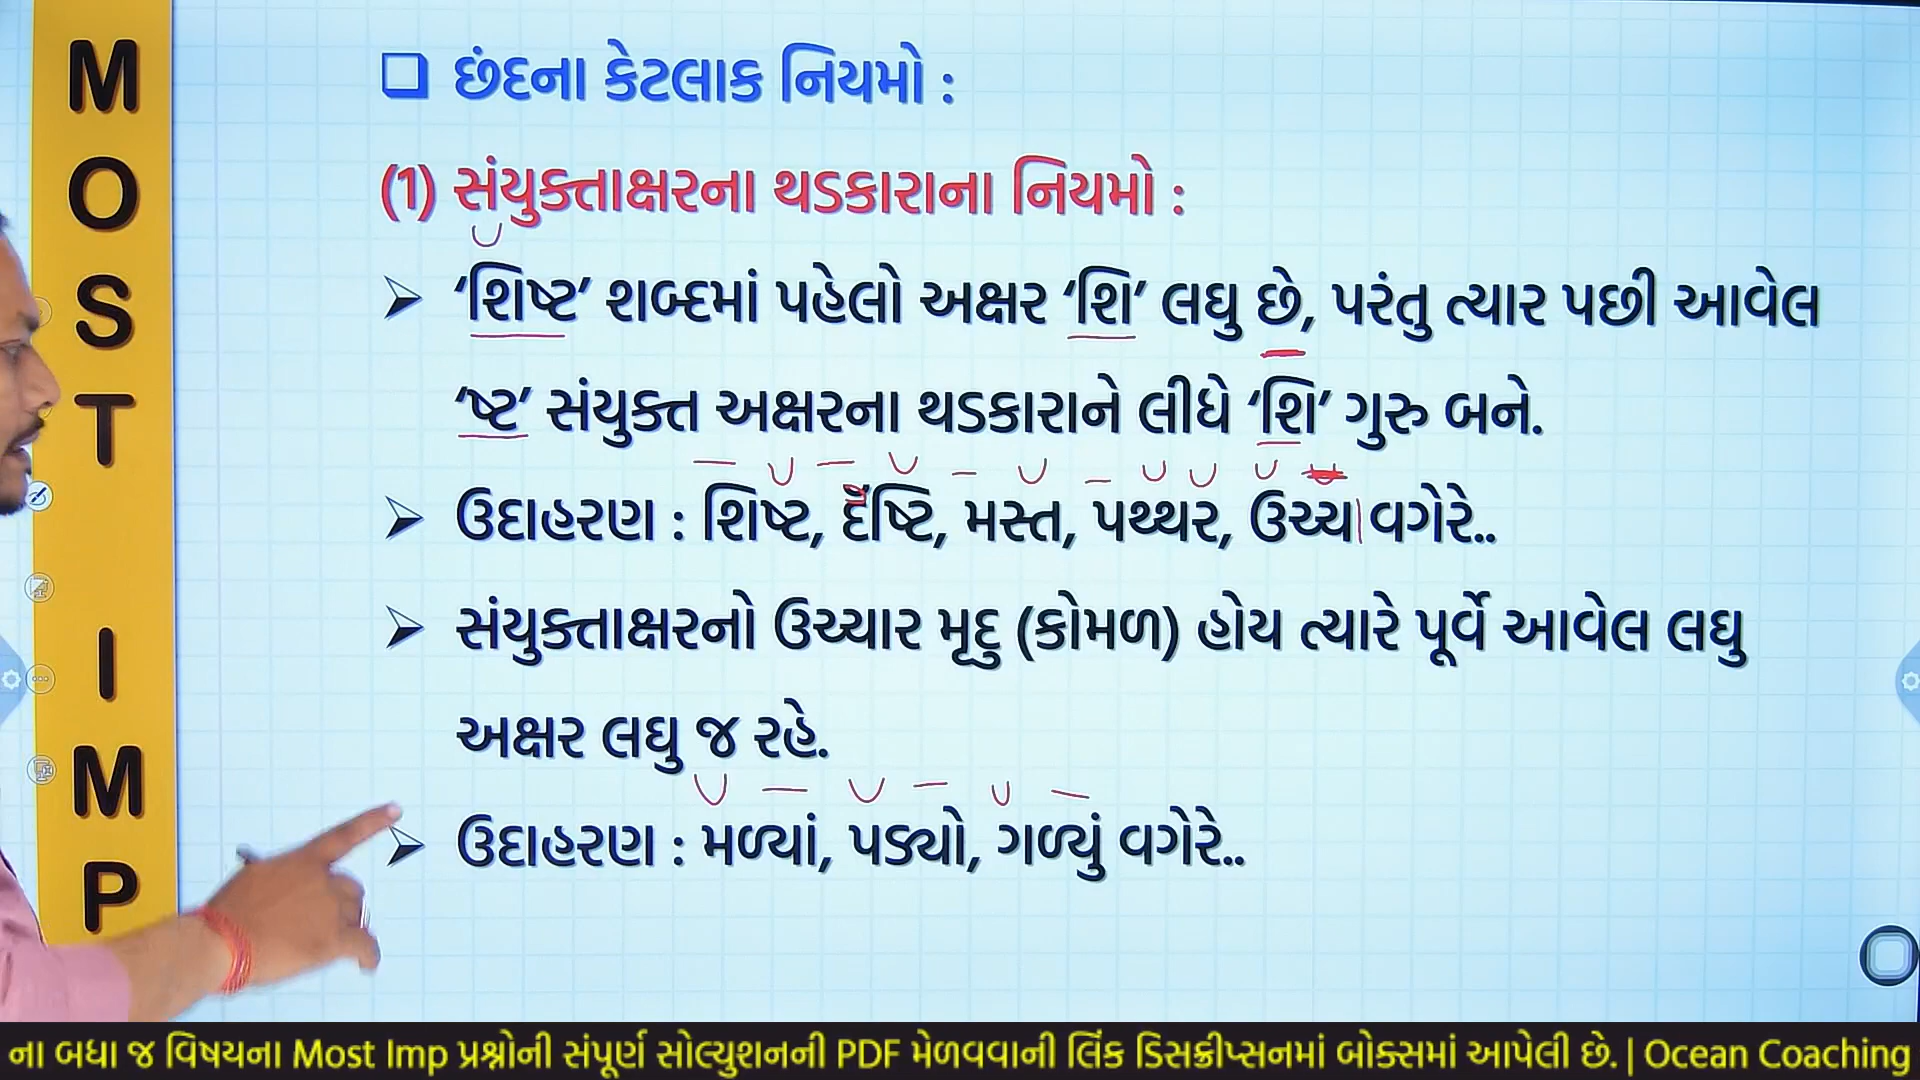 MOST IMP
❑ છંદના કેટલાક નિયમો :
(1) સંયુક્તાક્ષરના થડકારાના નિયમો :
➢ ‘શિષ્ટ’ શબ્દમાં પહેલો અક્ષર ‘શિ’ લઘુ છે, પરંતુ ત્યાર પછી આવેલ
‘ષ્ટ’ સંયુક્ત અક્ષરના થડકારાને લીધે ‘શિ’ ગુરુ બને.
➢ ઉદાહરણ : શિષ્ટ, ષ્ટિ, મસ્ત, પથ્થર, ઉચ્ચ વગેરે..
➢ સંયુક્તાક્ષરનો ઉચ્ચાર મૃદુ (કોમળ) હોય ત્યારે પૂર્વે આવેલ લઘુ
અક્ષર લઘુ જ રહે.
➢ ઉદાહરણ : મળ્યાં, પડ્યો, ગળ્યું વગેરે..
ના બધા જ વિષયના Most Imp પ્રશ્નોની સંપૂર્ણ સોલ્યુશનની PDF મેળવવાની લિંક ડિસક્રીપ્સનમાં બોક્સમાં આપેલી છે. | Ocean Coaching